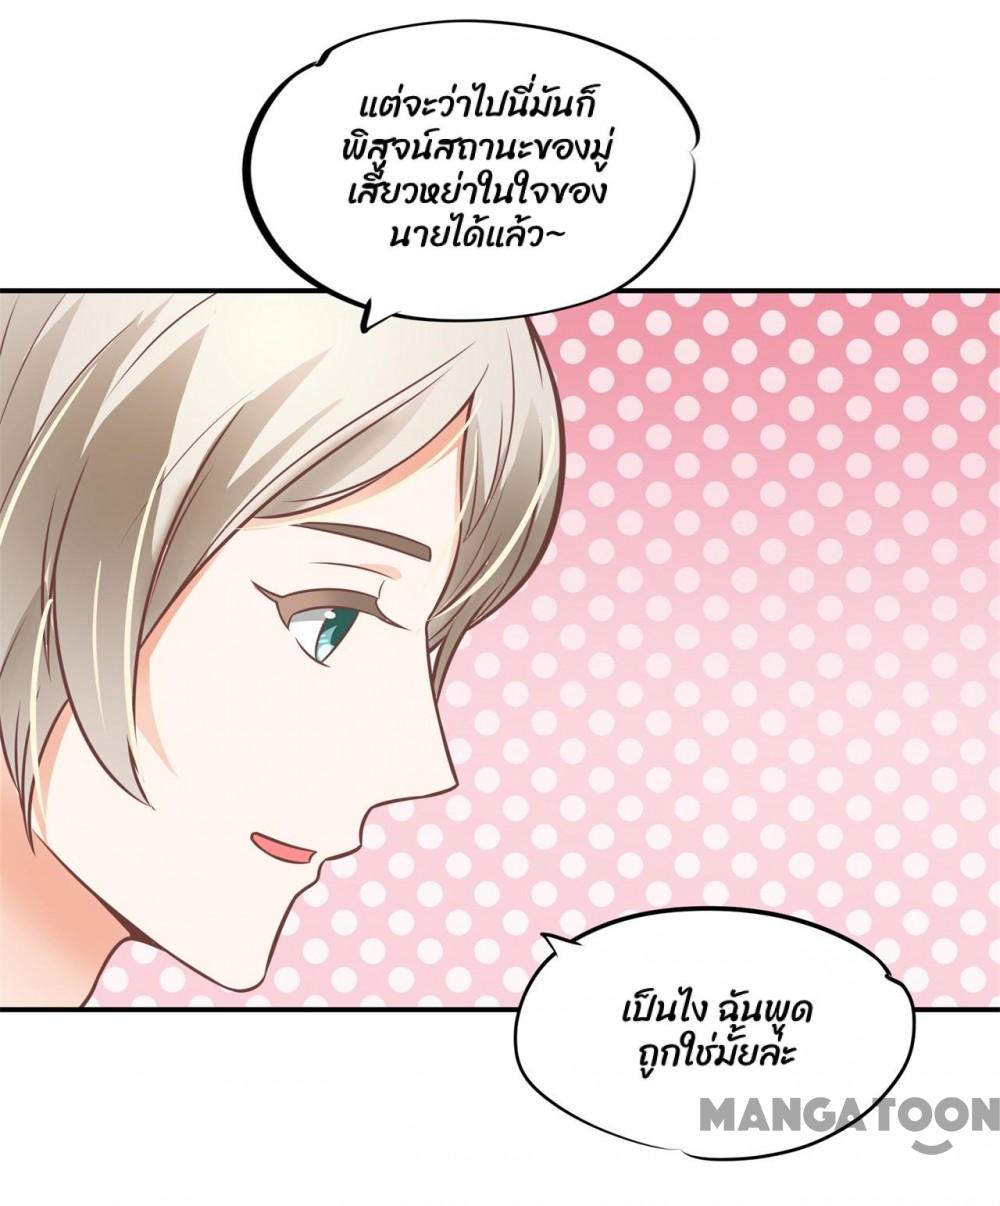 แต่จะว่าไปนี่มันก็
พิสูจน์สถานะของมู่
เสี่ยวหย่าในใจของ
นายได้แล้ว~
เป็นไง ฉันพูด
ถูกใช่มั้ยล่ะ
MANGATOON